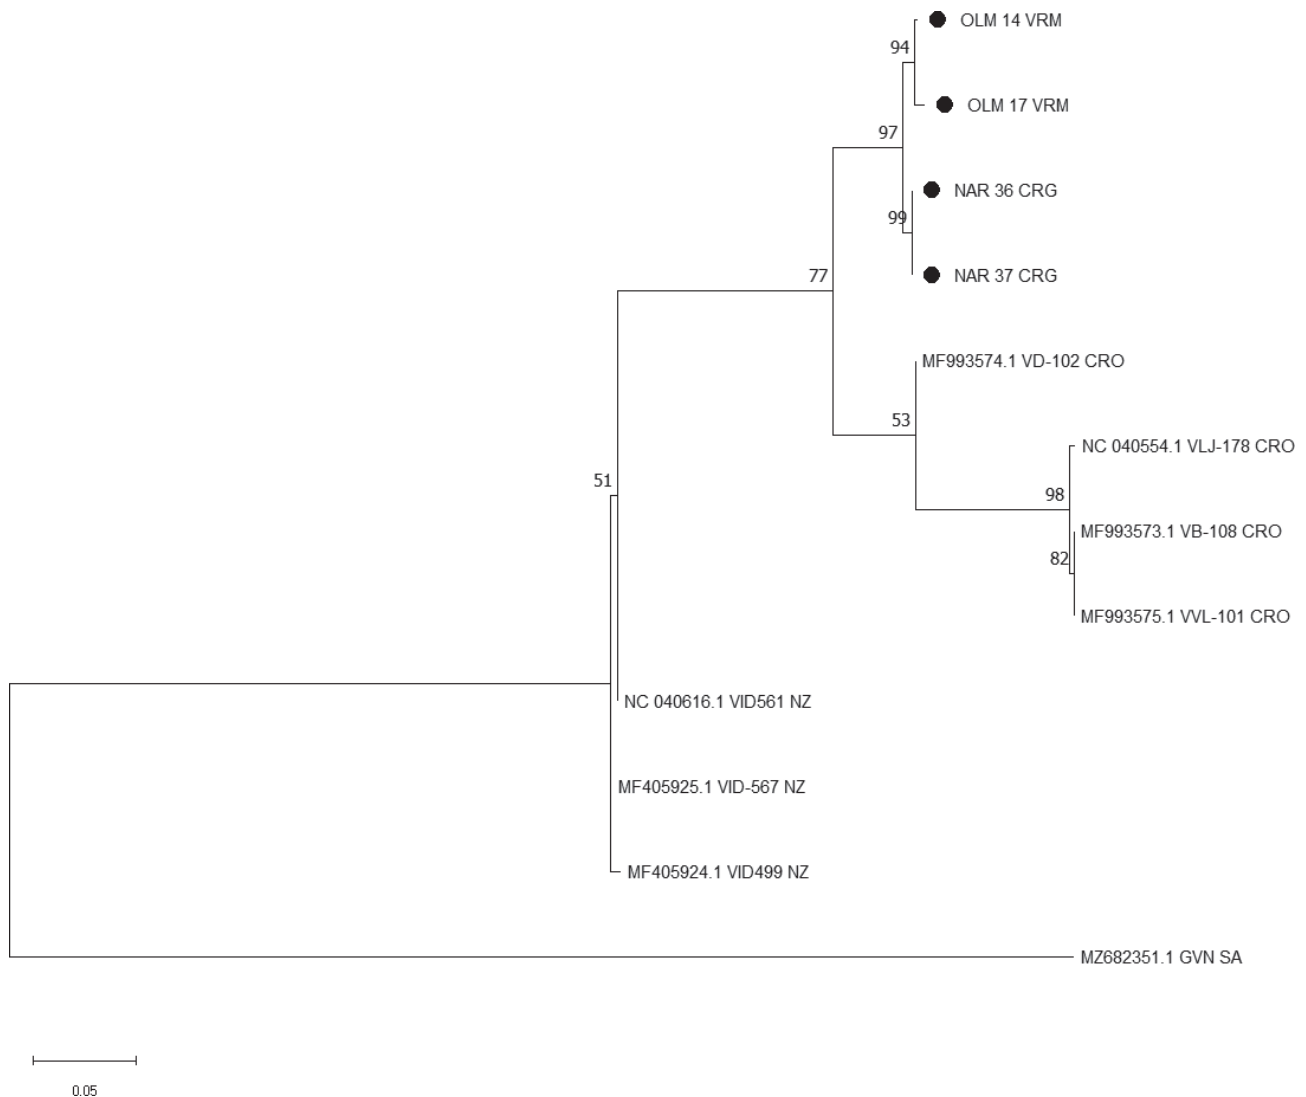 OLM 14 VRM
94
OLM 17 VRM
97
NAR 36 CRG
99
NAR 37 CRG
77
MF993574.1 VD-102 CRO
53
NC 040554.1 VLJ-178 CRO
51
98
MF993573.1 VB-108 CRO
82
MF993575.1 VVL-101 CRO
NC 040616.1 VID561 NZ
MF405925.1 VID-567 NZ
MF405924.1 VID499 NZ
MZ682351.1 GVN SA
0.05